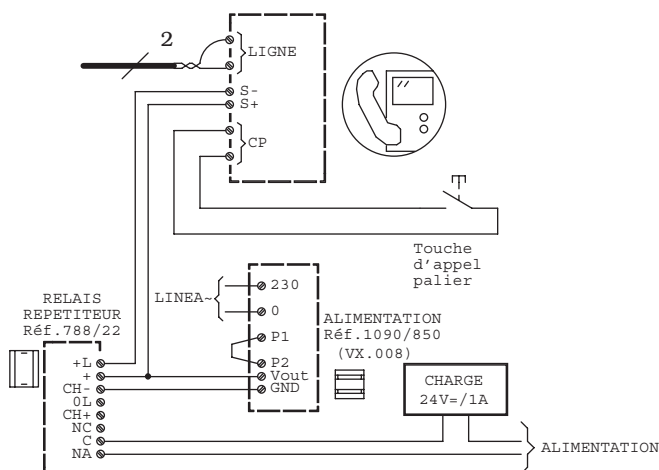 2
LIGNE
S-
S+
CP
Touche
d'appel
palier
LINEA~
230
0
P1
P2
Vout
GND
ALIMENTATION
Réf.1090/850
(VX.008)
RELAIS
REPETITEUR
Réf.788/22
+L
+
CH-
0L
CH+
NC
C
NA
CHARGE
24V=/1A
ALIMENTATION